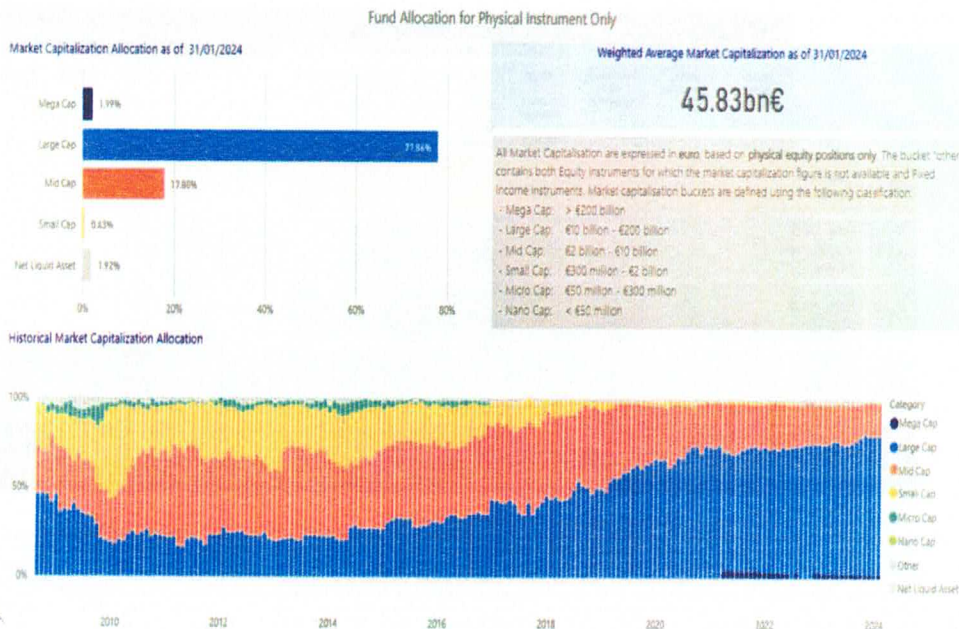 Fund Allocation for Physical Instrument Only
Market Capitalization Allocation as of 31/01/2024
Mega Cap 1.99%
Large Cap 77.86%
Mid Cap 17.80%
Small Cap 0.43%
Net Liquid Asset 1.92%
0% 20% 40% 60% 80%
Weighted Average Market Capitalization as of 31/01/2024
45.83bn€
All Market Capitalisation are expressed in euro, based on physical equity positions only. The bucket "other
contains both Equity Instruments for which the market capitalization figure is not available and Fixed
Income Instruments. Market capitalisation buckets are defined using the following classification:
- Mega Cap: > €200 billion
- Large Cap: €10 billion - €200 billion
- Mid Cap: €2 billion - €10 billion
- Small Cap: €300 million - €2 billion
- Micro Cap: €50 million - €300 million
- Nano Cap: < €50 million
Historical Market Capitalization Allocation
100%
50%
0%
2010 2012 2014 2016 2018 2020 2022 2024
Category
Mega Cap
Large Cap
Mid Cap
Small Cap
Micro Cap
Nano Cap
Other
Net Liquid Asset